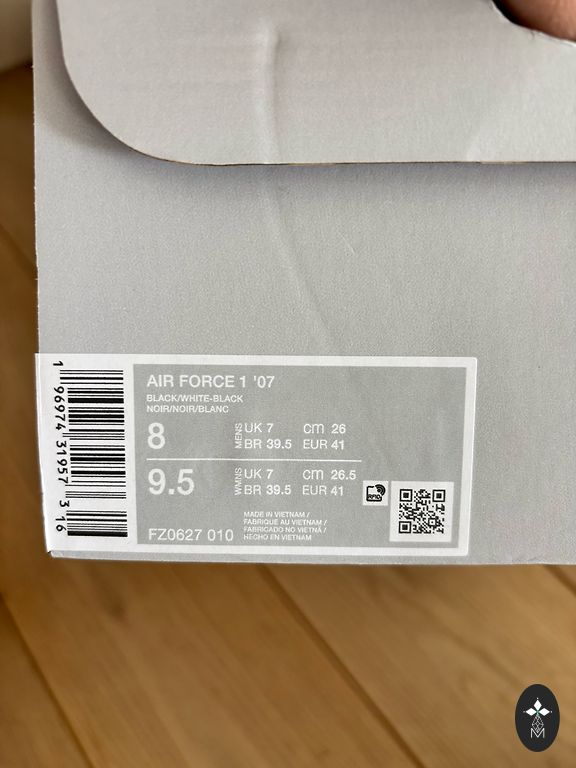 AIR FORCE 1 '07
BLACK/WHITE-BLACK
NOIR/NOIR/BLANC
8 MENS UK 7 cm 26
BR 39.5 EUR 41
9.5 WMNS UK 7 cm 26.5
BR 39.5 EUR 41
RFID
MADE IN VIETNAM /
FABRIQUE AU VIETNAM /
FABRICADO NO VIETNÃ /
HECHO EN VIETNAM
FZ0627 010
1 96974 31957 3 16
M